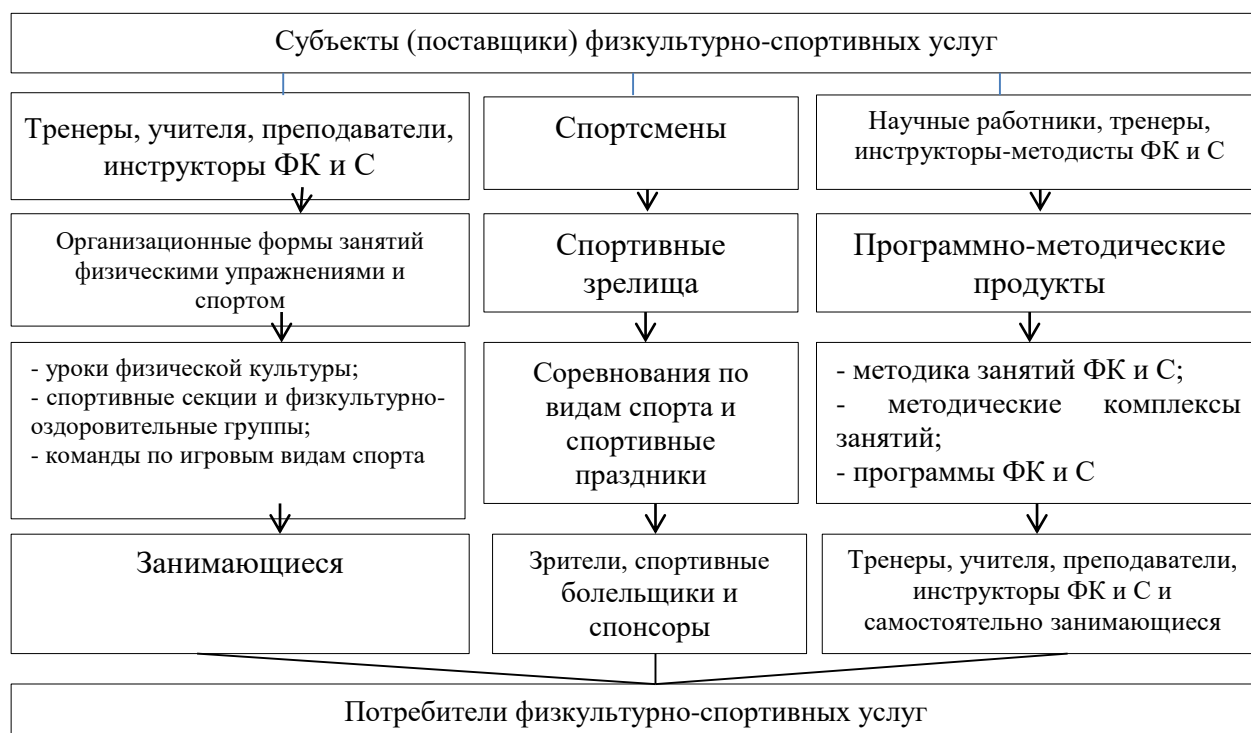 Субъекты (поставщики) физкультурно-спортивных услуг
Тренеры, учителя, преподаватели,
инструкторы ФК и С
Спортсмены
Научные работники, тренеры,
инструкторы-методисты ФК и С
Организационные формы занятий
физическими упражнениями и
спортом
Спортивные
зрелища
Программно-методические
продукты
- уроки физической культуры;
- спортивные секции и физкультурно-
оздоровительные группы;
- команды по игровым видам спорта
Соревнования по
видам спорта и
спортивные
праздники
- методика занятий ФК и С;
- методические комплексы
занятий;
- программы ФК и С
Занимающиеся
Зрители, спортивные
болельщики и
спонсоры
Тренеры, учителя, преподаватели,
инструкторы ФК и С и
самостоятельно занимающиеся
Потребители физкультурно-спортивных услуг